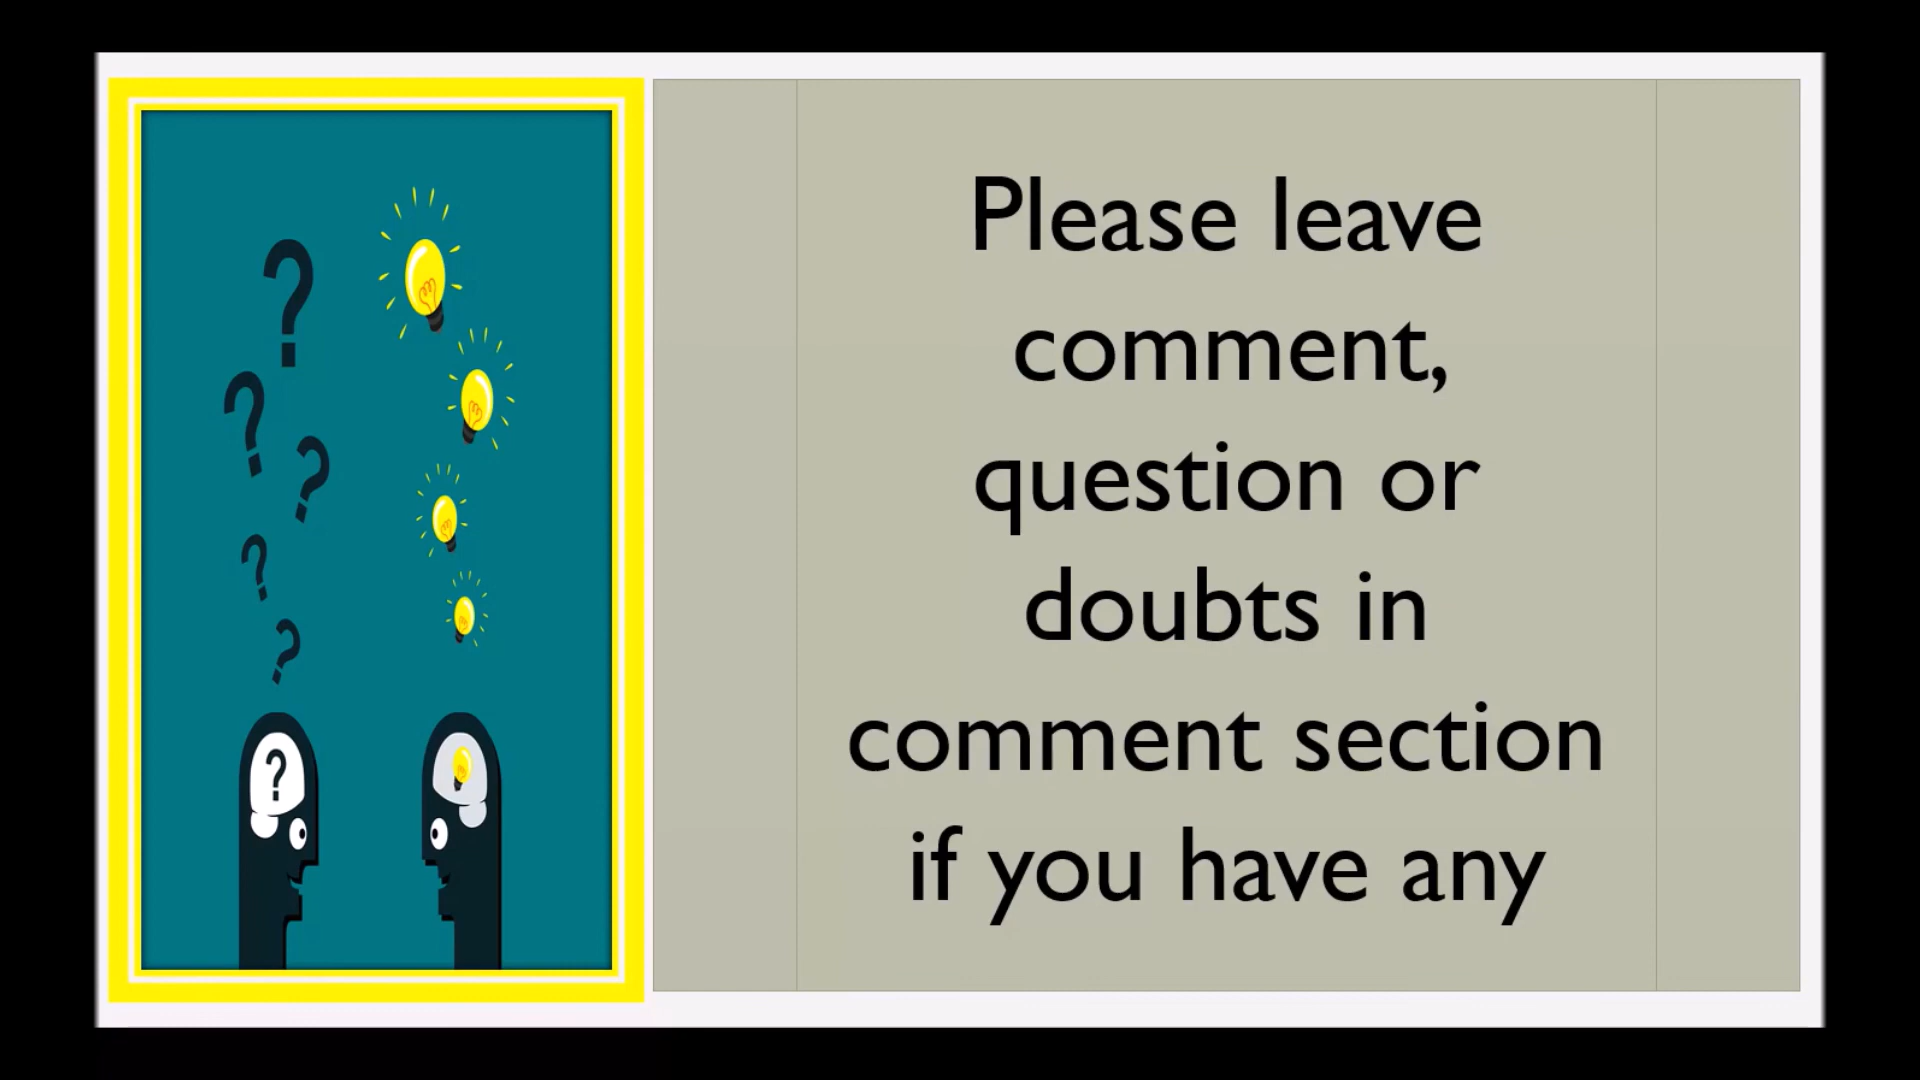 Please leave
comment,
question or
doubts in
comment section
if you have any